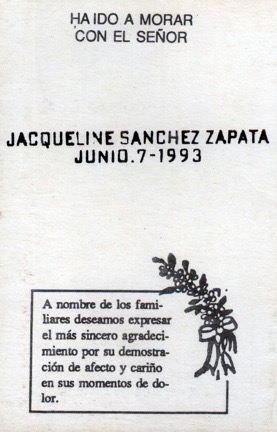 HA IDO A MORAR
CON EL SEÑOR
JACQUELINE SANCHEZ ZAPATA
JUNIO.7-1993
A nombre de los fami-
liares deseamos expresar
el más sincero agradeci-
miento por su demostra-
ción de afecto y cariño
en sus momentos de do-
lor.